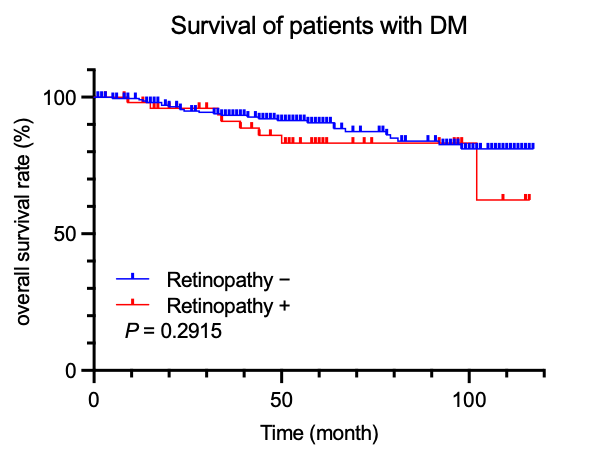 Survival of patients with DM
overall survival rate (%)
100
50
0
Retinopathy −
Retinopathy +
P = 0.2915
0 50 100
Time (month)